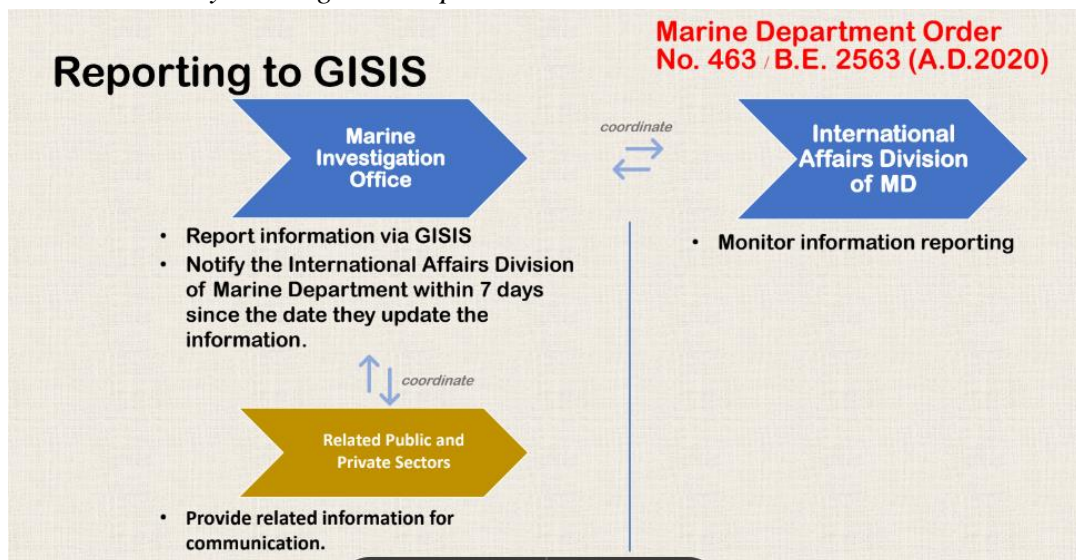 Marine Department Order
No. 463 / B.E. 2563 (A.D.2020)
Reporting to GISIS
Marine
Investigation
Office
coordinate
International
Affairs Division
of MD
• Report information via GISIS
• Notify the International Affairs Division
of Marine Department within 7 days
since the date they update the
information.
• Monitor information reporting
coordinate
Related Public and
Private Sectors
• Provide related information for
communication.